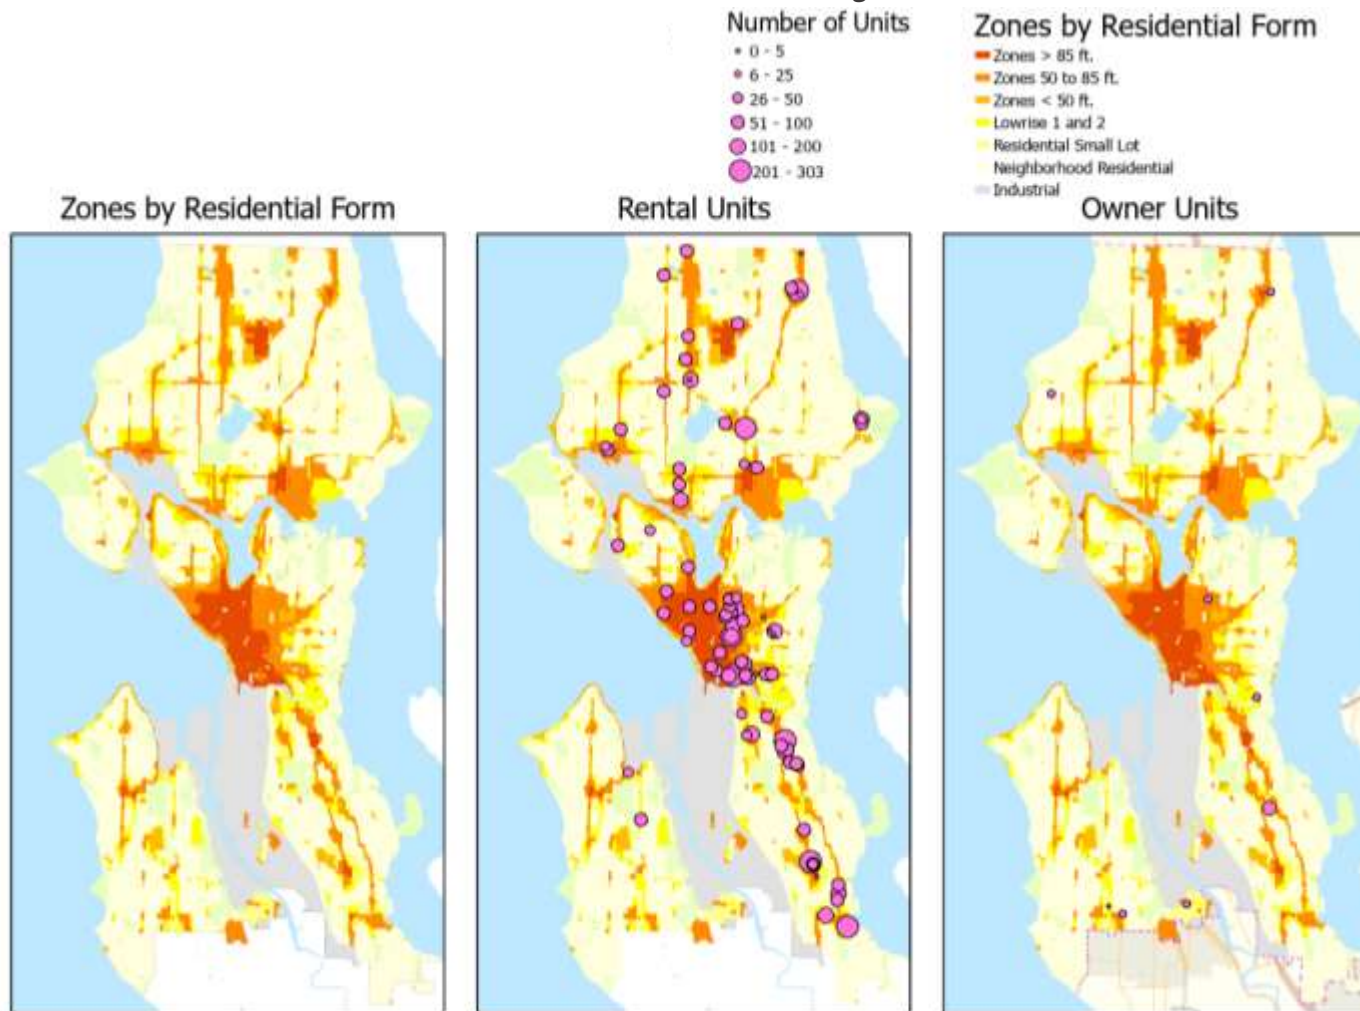 Number of Units
0 - 5
6 - 25
26 - 50
51 - 100
101 - 200
201 - 303
Zones by Residential Form
Zones > 85 ft.
Zones 50 to 85 ft.
Zones < 50 ft.
Lowrise 1 and 2
Residential Small Lot
Neighborhood Residential
Industrial
Zones by Residential Form
Rental Units
Owner Units